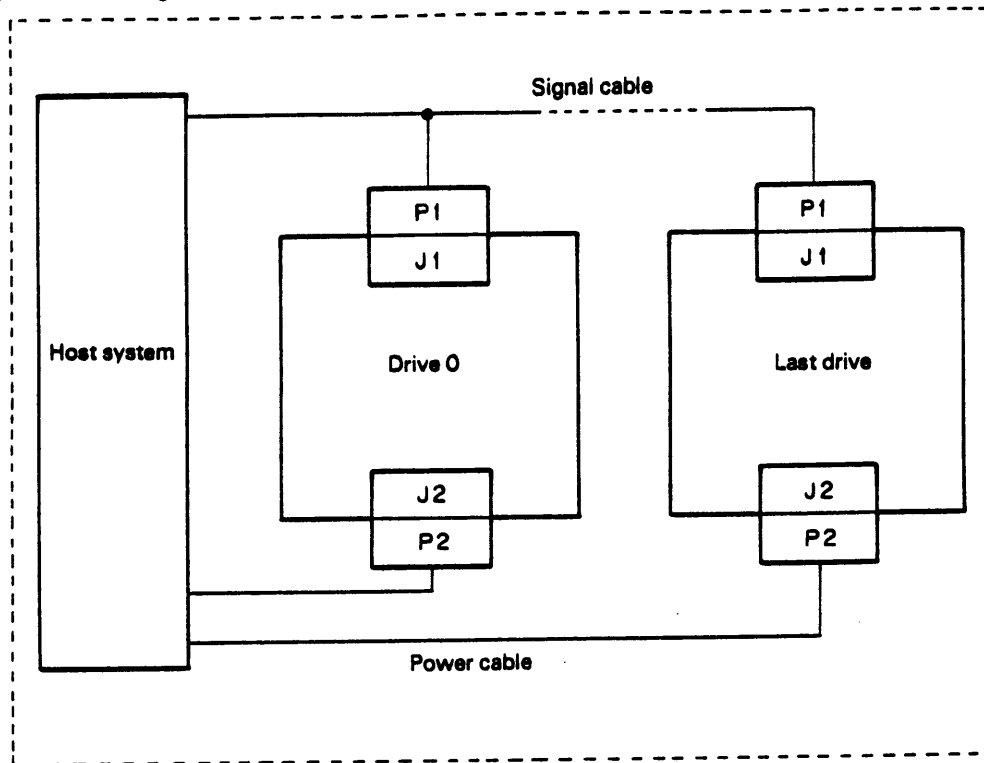 Signal cable
P1
J1
P1
J1
Host system
Drive 0
Last drive
J2
P2
J2
P2
Power cable